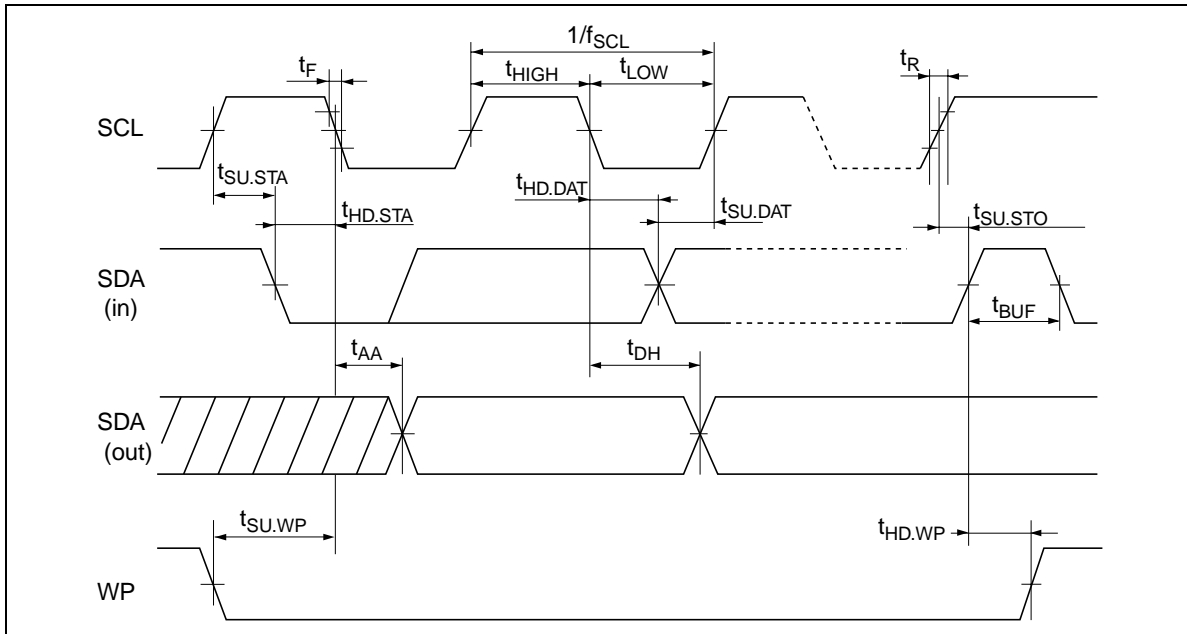 1/fSCL
tF
tHIGH
tLOW
tR
SCL
tSU.STA
tHD.STA
tHD.DAT
tSU.DAT
tSU.STO
SDA
(in)
tBUF
tAA
tDH
SDA
(out)
tSU.WP
tHD.WP
WP